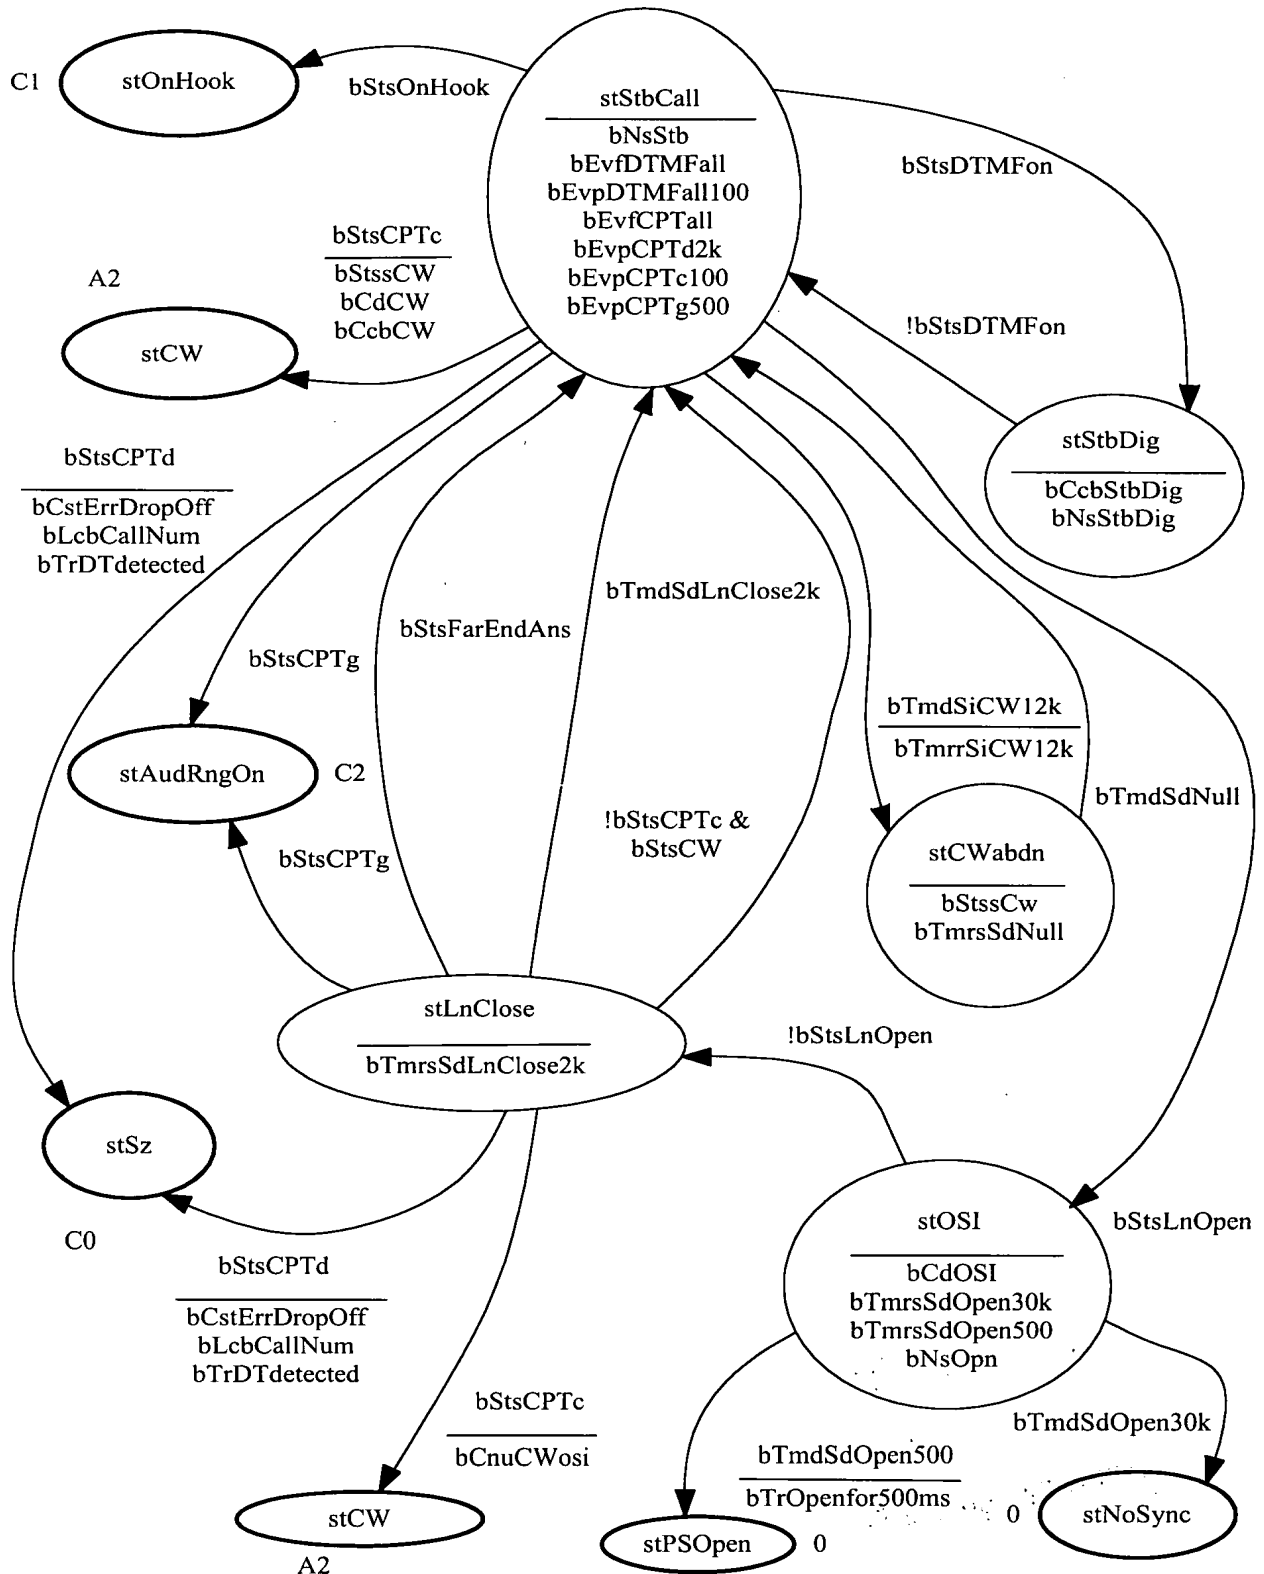 C1
stOnHook
bStsOnHook
stStbCall
bNsStb
bEvfDTMFall
bEvpDTMFall100
bEvfCPTall
bEvpCPTd2k
bEvpCPTc100
bEvpCPTg500
bStsDTMFon
!bStsDTMFon
bStsCPTc
bStssCW
bCdCW
bCcbCW
A2
stCW
stStbDig
bCcbStbDig
bNsStbDig
bStsCPTd
bCstErrDropOff
bLcbCallNum
bTrDTdetected
bStsCPTg
bStsFarEndAns
bTmdSdLnClose2k
bTmdSiCW12k
bTmrrSiCW12k
bTmdSdNull
stAudRngOn
C2
bStsCPTg
!bStsCPTc &
bStsCW
stCWabdn
bStssCw
bTmrsSdNull
stLnClose
bTmrsSdLnClose2k
!bStsLnOpen
stSz
C0
bStsCPTd
bCstErrDropOff
bLcbCallNum
bTrDTdetected
stOSI
bCdOSI
bTmrsSdOpen30k
bTmrsSdOpen500
bNsOpn
bStsLnOpen
bStsCPTc
bCnuCWosi
bTmdSdOpen500
bTrOpenfor500ms
bTmdSdOpen30k
stCW
A2
stPSOpen
0
0
stNoSync